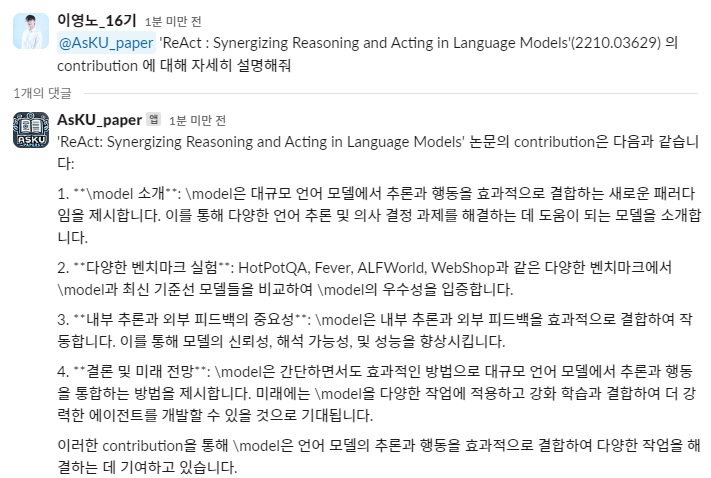 이영노_16기 1분 미만 전
@AsKU_paper 'ReAct : Synergizing Reasoning and Acting in Language Models'(2210.03629) 의
contribution 에 대해 자세히 설명해줘
1개의 댓글
AsKU_paper 앱 1분 미만 전
'ReAct: Synergizing Reasoning and Acting in Language Models' 논문의 contribution은 다음과 같습니
다:
1. **\model 소개**: \model은 대규모 언어 모델에서 추론과 행동을 효과적으로 결합하는 새로운 패러다
임을 제시합니다. 이를 통해 다양한 언어 추론 및 의사 결정 과제를 해결하는 데 도움이 되는 모델을 소개합
니다.
2. **다양한 벤치마크 실험**: HotPotQA, Fever, ALFWorld, WebShop과 같은 다양한 벤치마크에서
\model과 최신 기준선 모델들을 비교하여 \model의 우수성을 입증합니다.
3. **내부 추론과 외부 피드백의 중요성**: \model은 내부 추론과 외부 피드백을 효과적으로 결합하여 작
동합니다. 이를 통해 모델의 신뢰성, 해석 가능성, 및 성능을 향상시킵니다.
4. **결론 및 미래 전망**: \model은 간단하면서도 효과적인 방법으로 대규모 언어 모델에서 추론과 행동
을 통합하는 방법을 제시합니다. 미래에는 \model을 다양한 작업에 적용하고 강화 학습과 결합하여 더 강
력한 에이전트를 개발할 수 있을 것으로 기대됩니다.
이러한 contribution을 통해 \model은 언어 모델의 추론과 행동을 효과적으로 결합하여 다양한 작업을 해
결하는 데 기여하고 있습니다.